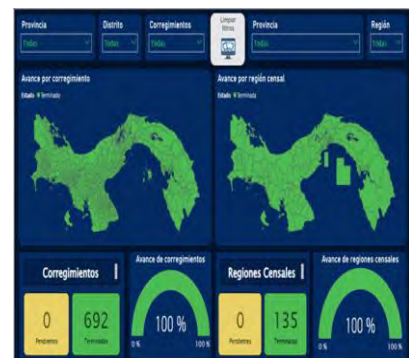 Provincia
Todas
Distrito
Todas
Corregimientos
Todas
Limpiar
filtros
Provincia
Todas
Región
Todas
Avance por corregimiento
Estado Terminado
Avance por región censal
Estado Terminado
Corregimientos
0
Pendientes
692
Terminados
Avance de corregimientos
100 %
0 %
100 %
Regiones Censales
0
Pendientes
135
Terminadas
Avance de regiones censales
100 %
0 %
100 %